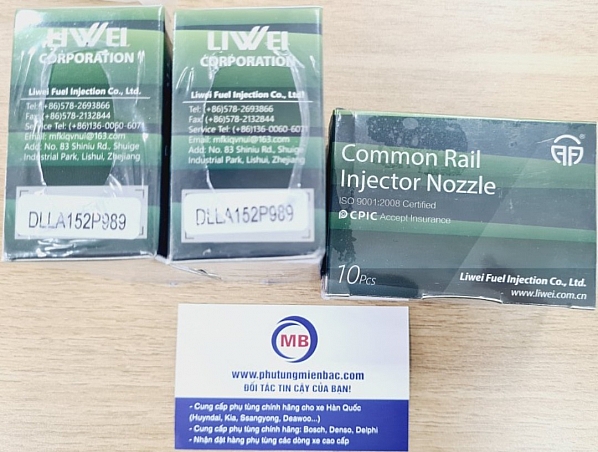 LIWEI
CORPORATION
Liwei Fuel Injection Co., Ltd.
Tel: (+86)578-2693866
Fax: (+86)578-2132844
Service Tel: (+86)136-0060-6071
Email: mfkiqvnui@163.com
Add: No. 83 Shiniu Rd., Shuige
Industrial Park, Lishui, Zhejiang
DLLA152P989
LIWEI
CORPORATION
Liwei Fuel Injection Co., Ltd
Tel: (+86)578-2693866
Fax: (+86)578-2132844
Service Tel: (+86)136-0060-6071
Email: mfkiqvnui@163.com
Add: No. 83 Shiniu Rd., Shuige
Industrial Park, Lishui, Zhejiang
DLLA152P989
Common Rail
Injector Nozzle
ISO 9001:2008 Certified
CPIC Accept Insurance
10Pcs
Liwei Fuel Injection Co., Ltd.
www.liwei.com.cn
MB
www.phutungmienbac.com
ĐỐI TÁC TIN CẬY CỦA BẠN!
- Cung cấp phụ tùng chính hãng cho xe Hàn Quốc
(Huyndai, Kia, Ssangyong, Deawoo...)
- Cung cấp phụ tùng chính hãng: Bosch, Denso, Delphi
- Nhận đặt hàng phụ tùng các dòng xe cao cấp